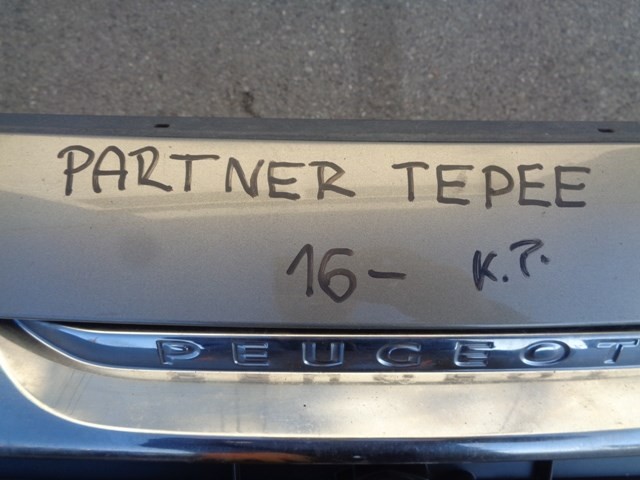 PARTNER TEPEE
16- K.P.
PEUGEOT